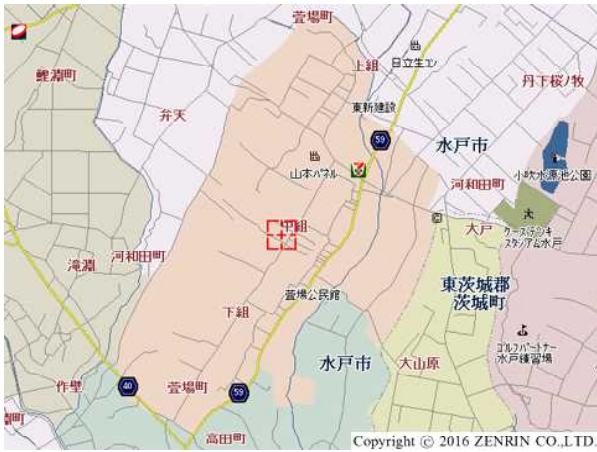 萱場町
上組
日立生コン
鯉淵町
丹下桜ノ牧
弁天
東新建設
59
水戸市
山本パネル
小吹水源池公園
河和田町
中組
大戸
ケーズデンキ
スタジアム水戸
河和田町
滝淵
東茨城郡
茨城町
萱場公民館
下組
水戸市
大山原
ゴルフパートナー
水戸練習場
作壁
40
萱場町
59
淵町
高田町
Copyright © 2016 ZENRIN CO.,LTD.